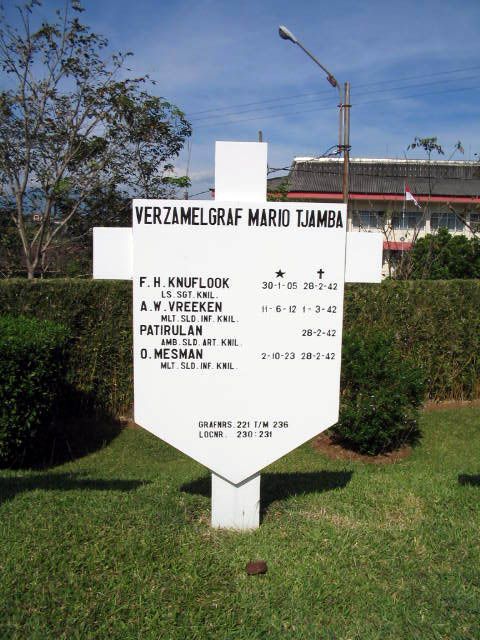 VERZAMELGRAF MARIO TJAMBA
★ ✝
F.H. KNUFLOOK 30-1-05 28-2-42
LS. SGT. KNIL.
A.W. VREEKEN 11-6-12 1-3-42
MLT. SLD. INF. KNIL.
PATIRULAN 28-2-42
AMB. SLD. ART. KNIL.
O. MESMAN 2-10-23 28-2-42
MLT. SLD. INF. KNIL.
GRAFNRS. 221 T/M 236
LOCNR. 230:231